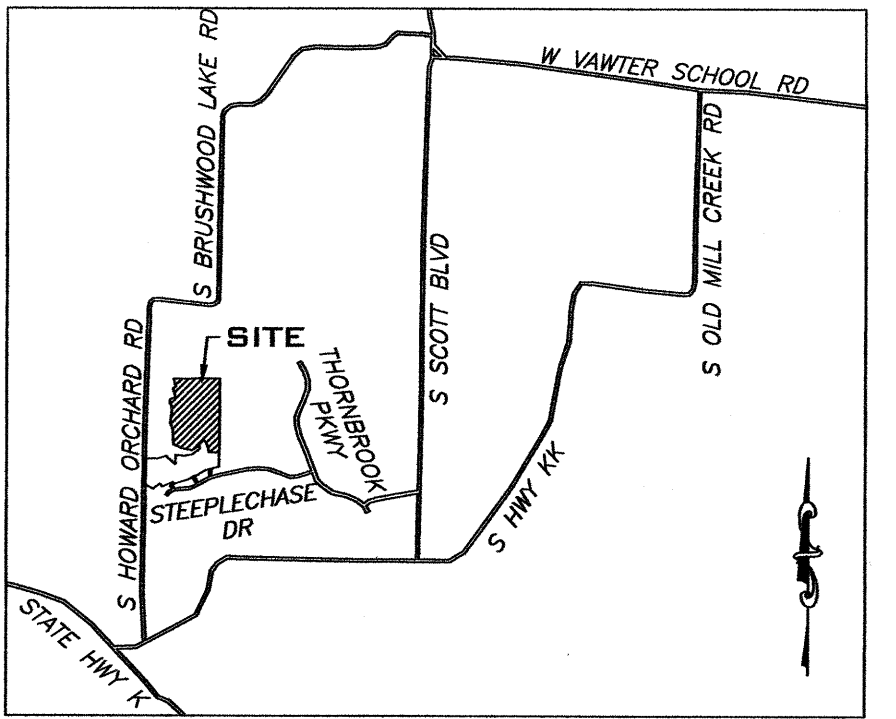 S BRUSHWOOD LAKE RD
W VAWTER SCHOOL RD
S OLD MILL CREEK RD
S SCOTT BLVD
SITE
S HOWARD ORCHARD RD
THORNBROOK
PKWY
STEEPLECHASE
DR
S HWY KK
STATE HWY K